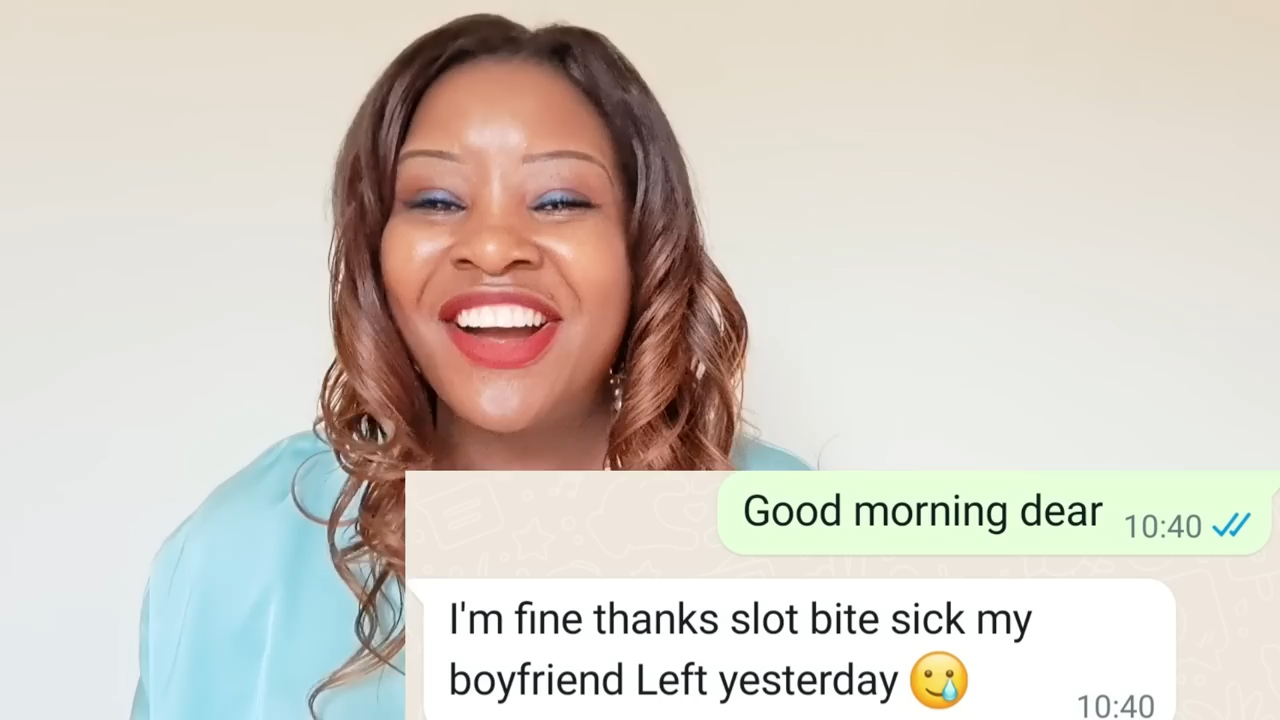 Good morning dear 10:40
I'm fine thanks slot bite sick my
boyfriend Left yesterday 🥲
10:40